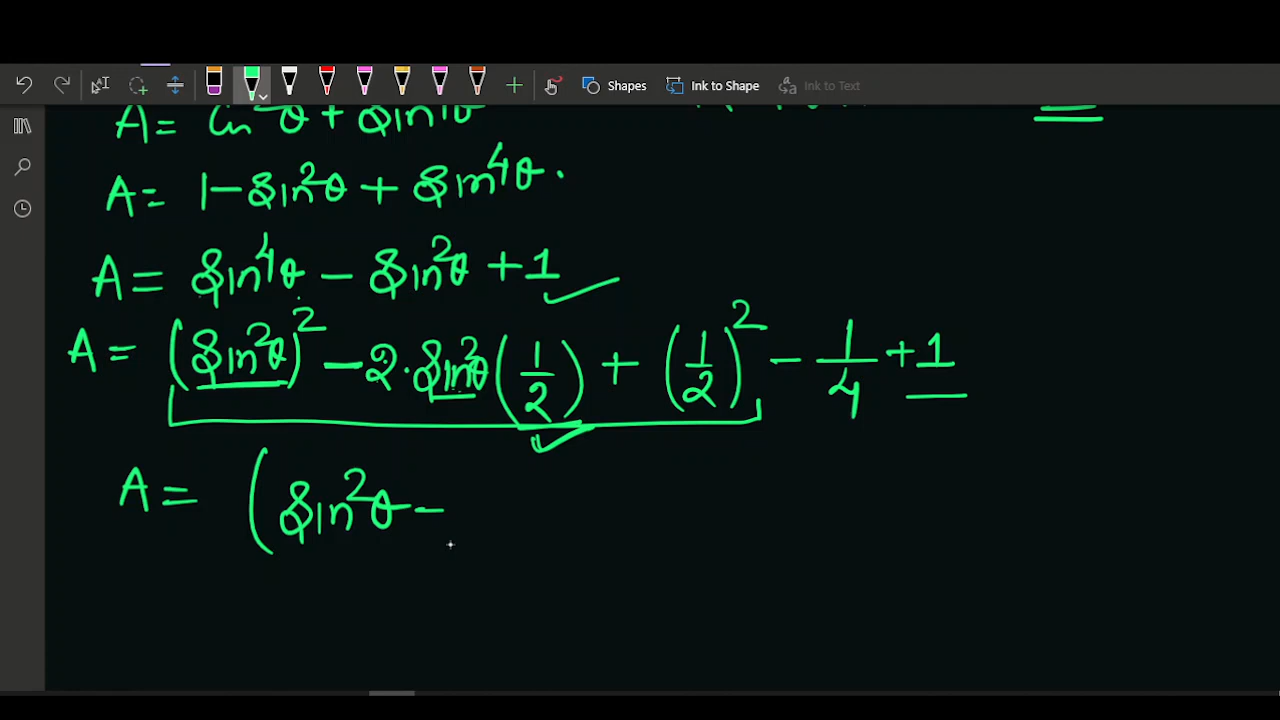 Shapes Ink to Shape Ink to Text
A = 1 - Sin²θ + Sin⁴θ.
A = Sin⁴θ - Sin²θ + 1
A = (Sin²θ)² - 2·Sin²θ(1/2) + (1/2)² - 1/4 + 1
A = (Sin²θ -